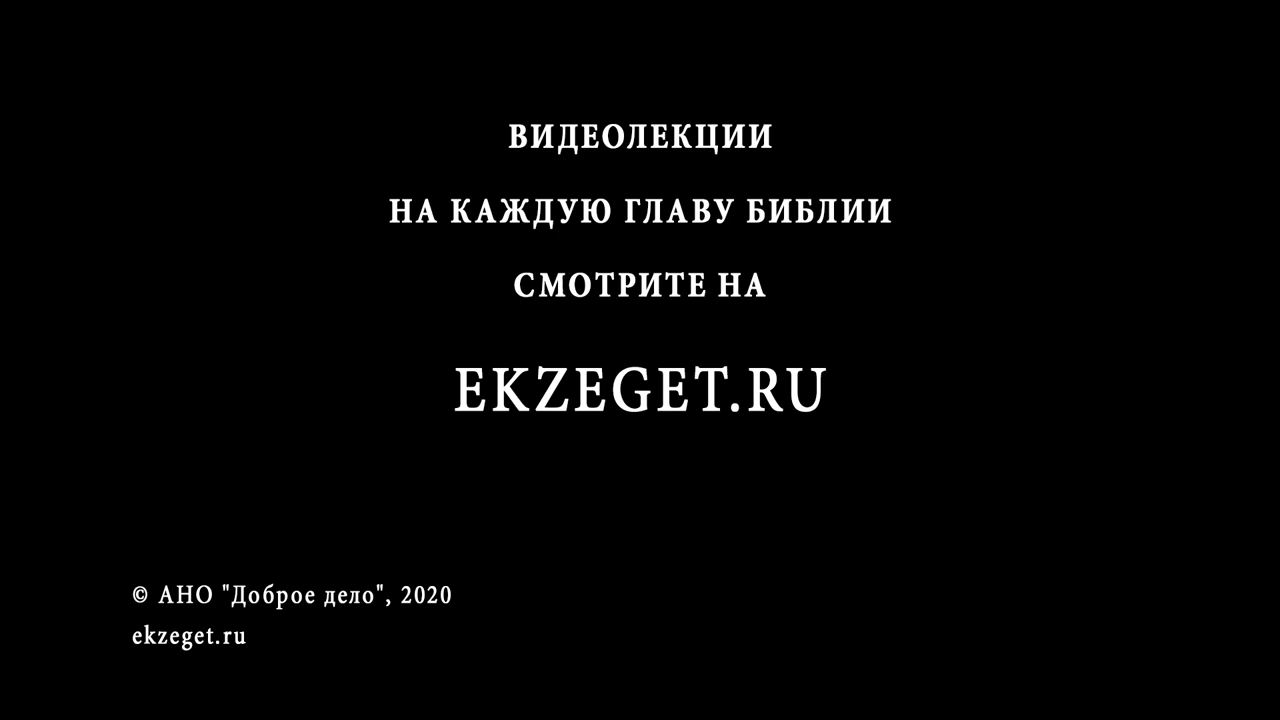 ВИДЕОЛЕКЦИИ
НА КАЖДУЮ ГЛАВУ БИБЛИИ
СМОТРИТЕ НА
EKZEGET.RU
© АНО "Доброе дело", 2020
ekzeget.ru